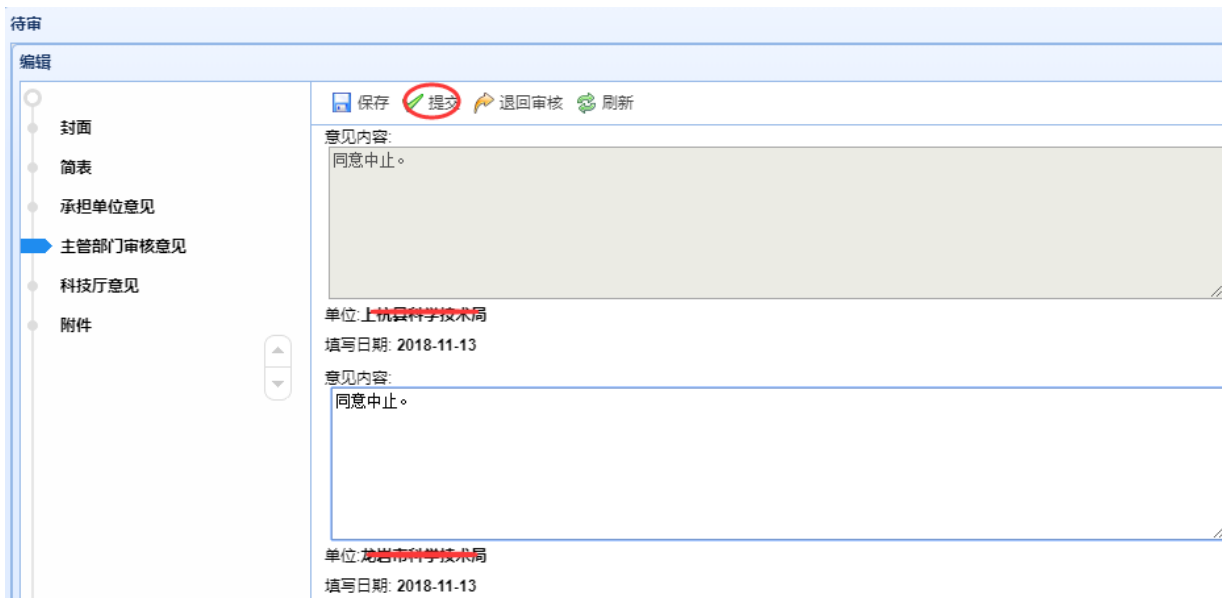 待审
编辑
封面
简表
承担单位意见
主管部门审核意见
科技厅意见
附件
保存 提交 退回审核 刷新
意见内容:
同意中止。
单位:上杭县科学技术局
填写日期: 2018-11-13
意见内容:
同意中止。
单位:龙岩市科学技术局
填写日期: 2018-11-13